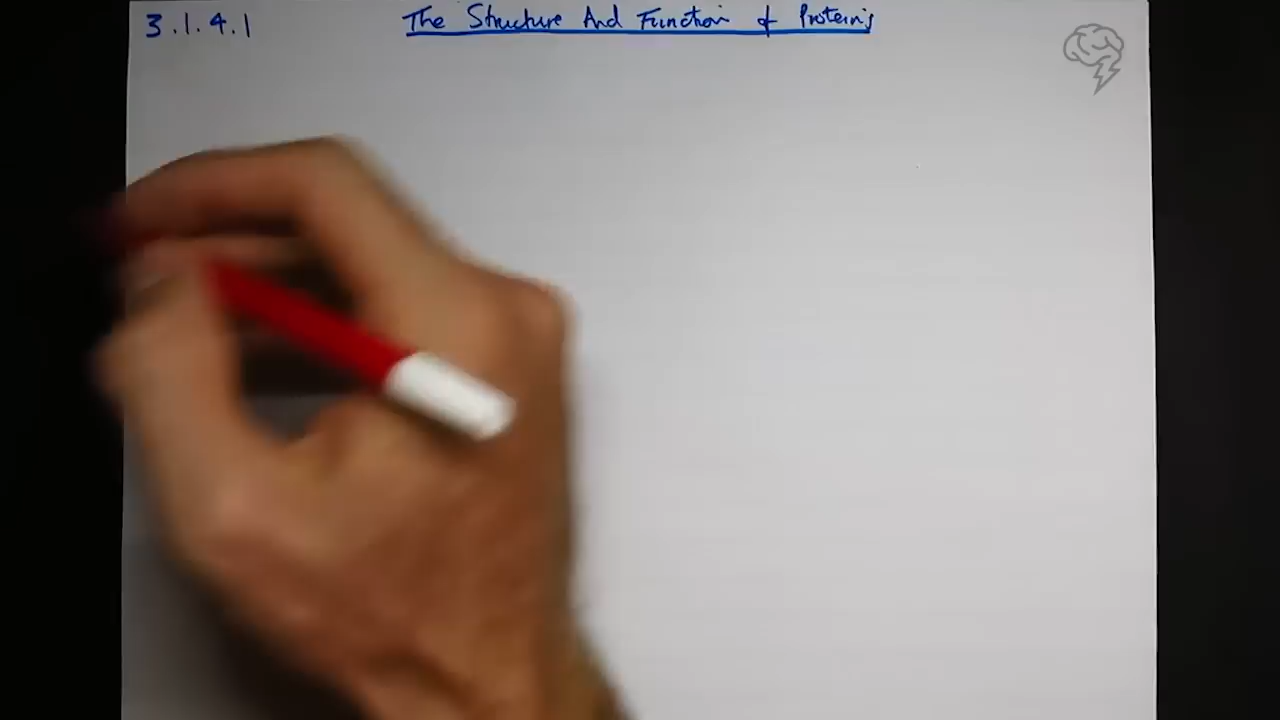 3.1.4.1 The Structure And Function of Proteins